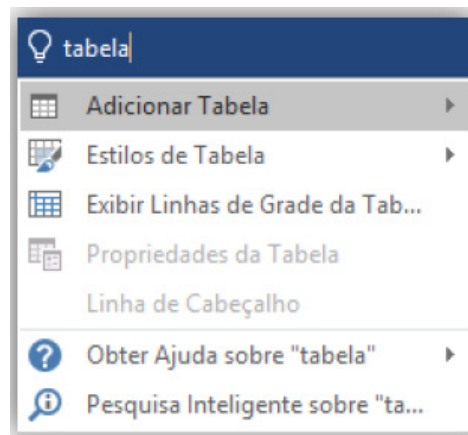 tabela
Adicionar Tabela
Estilos de Tabela
Exibir Linhas de Grade da Tab...
Propriedades da Tabela
Linha de Cabeçalho
Obter Ajuda sobre "tabela"
Pesquisa Inteligente sobre "ta...